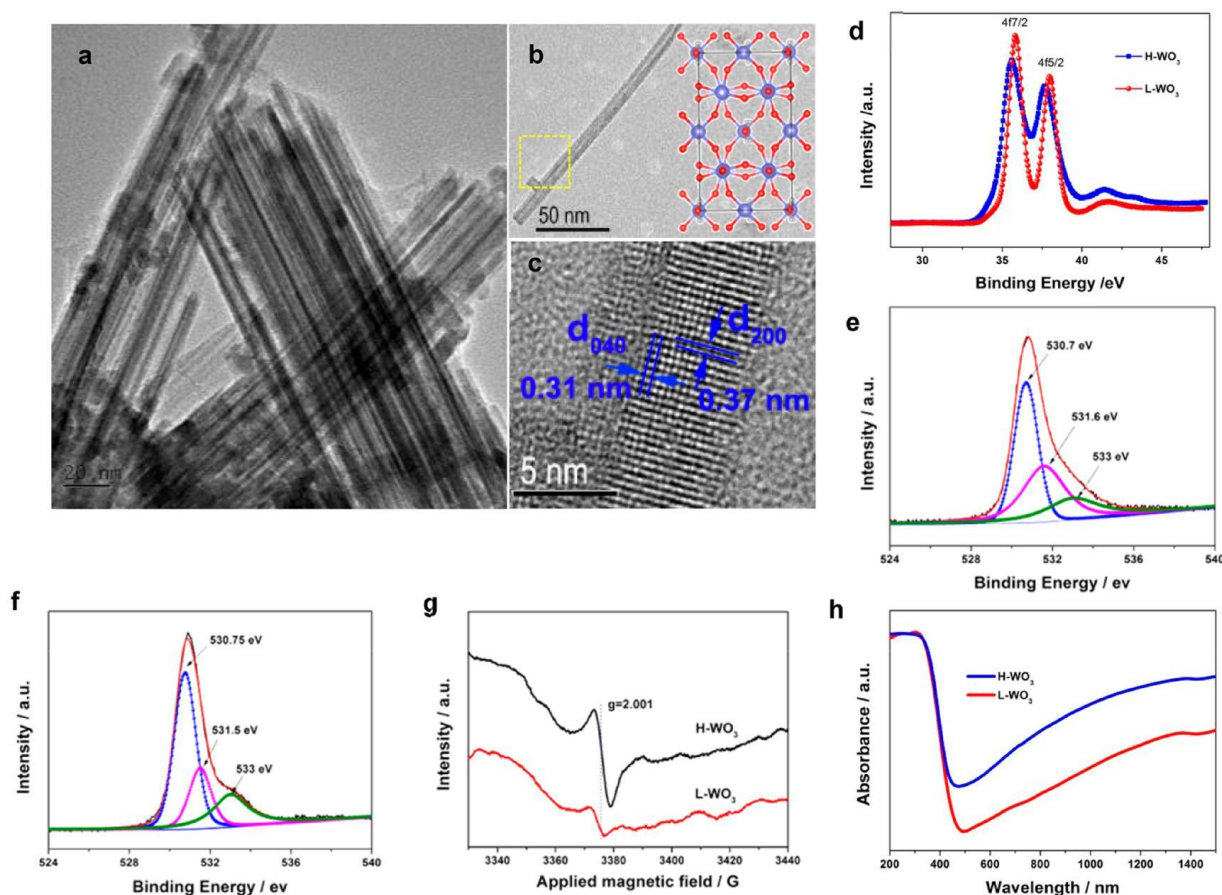 a
20 nm
b
50 nm
c
d040
d200
0.31 nm
0.37 nm
5 nm
d
4f7/2
4f5/2
H-WO3
L-WO3
Intensity /a.u.
30
35
40
45
Binding Energy /eV
e
530.7 eV
531.6 eV
533 eV
Intensity / a.u.
524
528
532
536
540
Binding Energy / ev
f
530.75 eV
531.5 eV
533 eV
Intensity / a.u.
524
528
532
536
540
Binding Energy / ev
g
g=2.001
H-WO3
L-WO3
Intensity / a.u.
3330
3360
3390
3420
3440
Applied magnetic field / G
h
H-WO3
L-WO3
Absorbance / a.u.
200
400
600
800
1000
1200
1400
Wavelength / nm